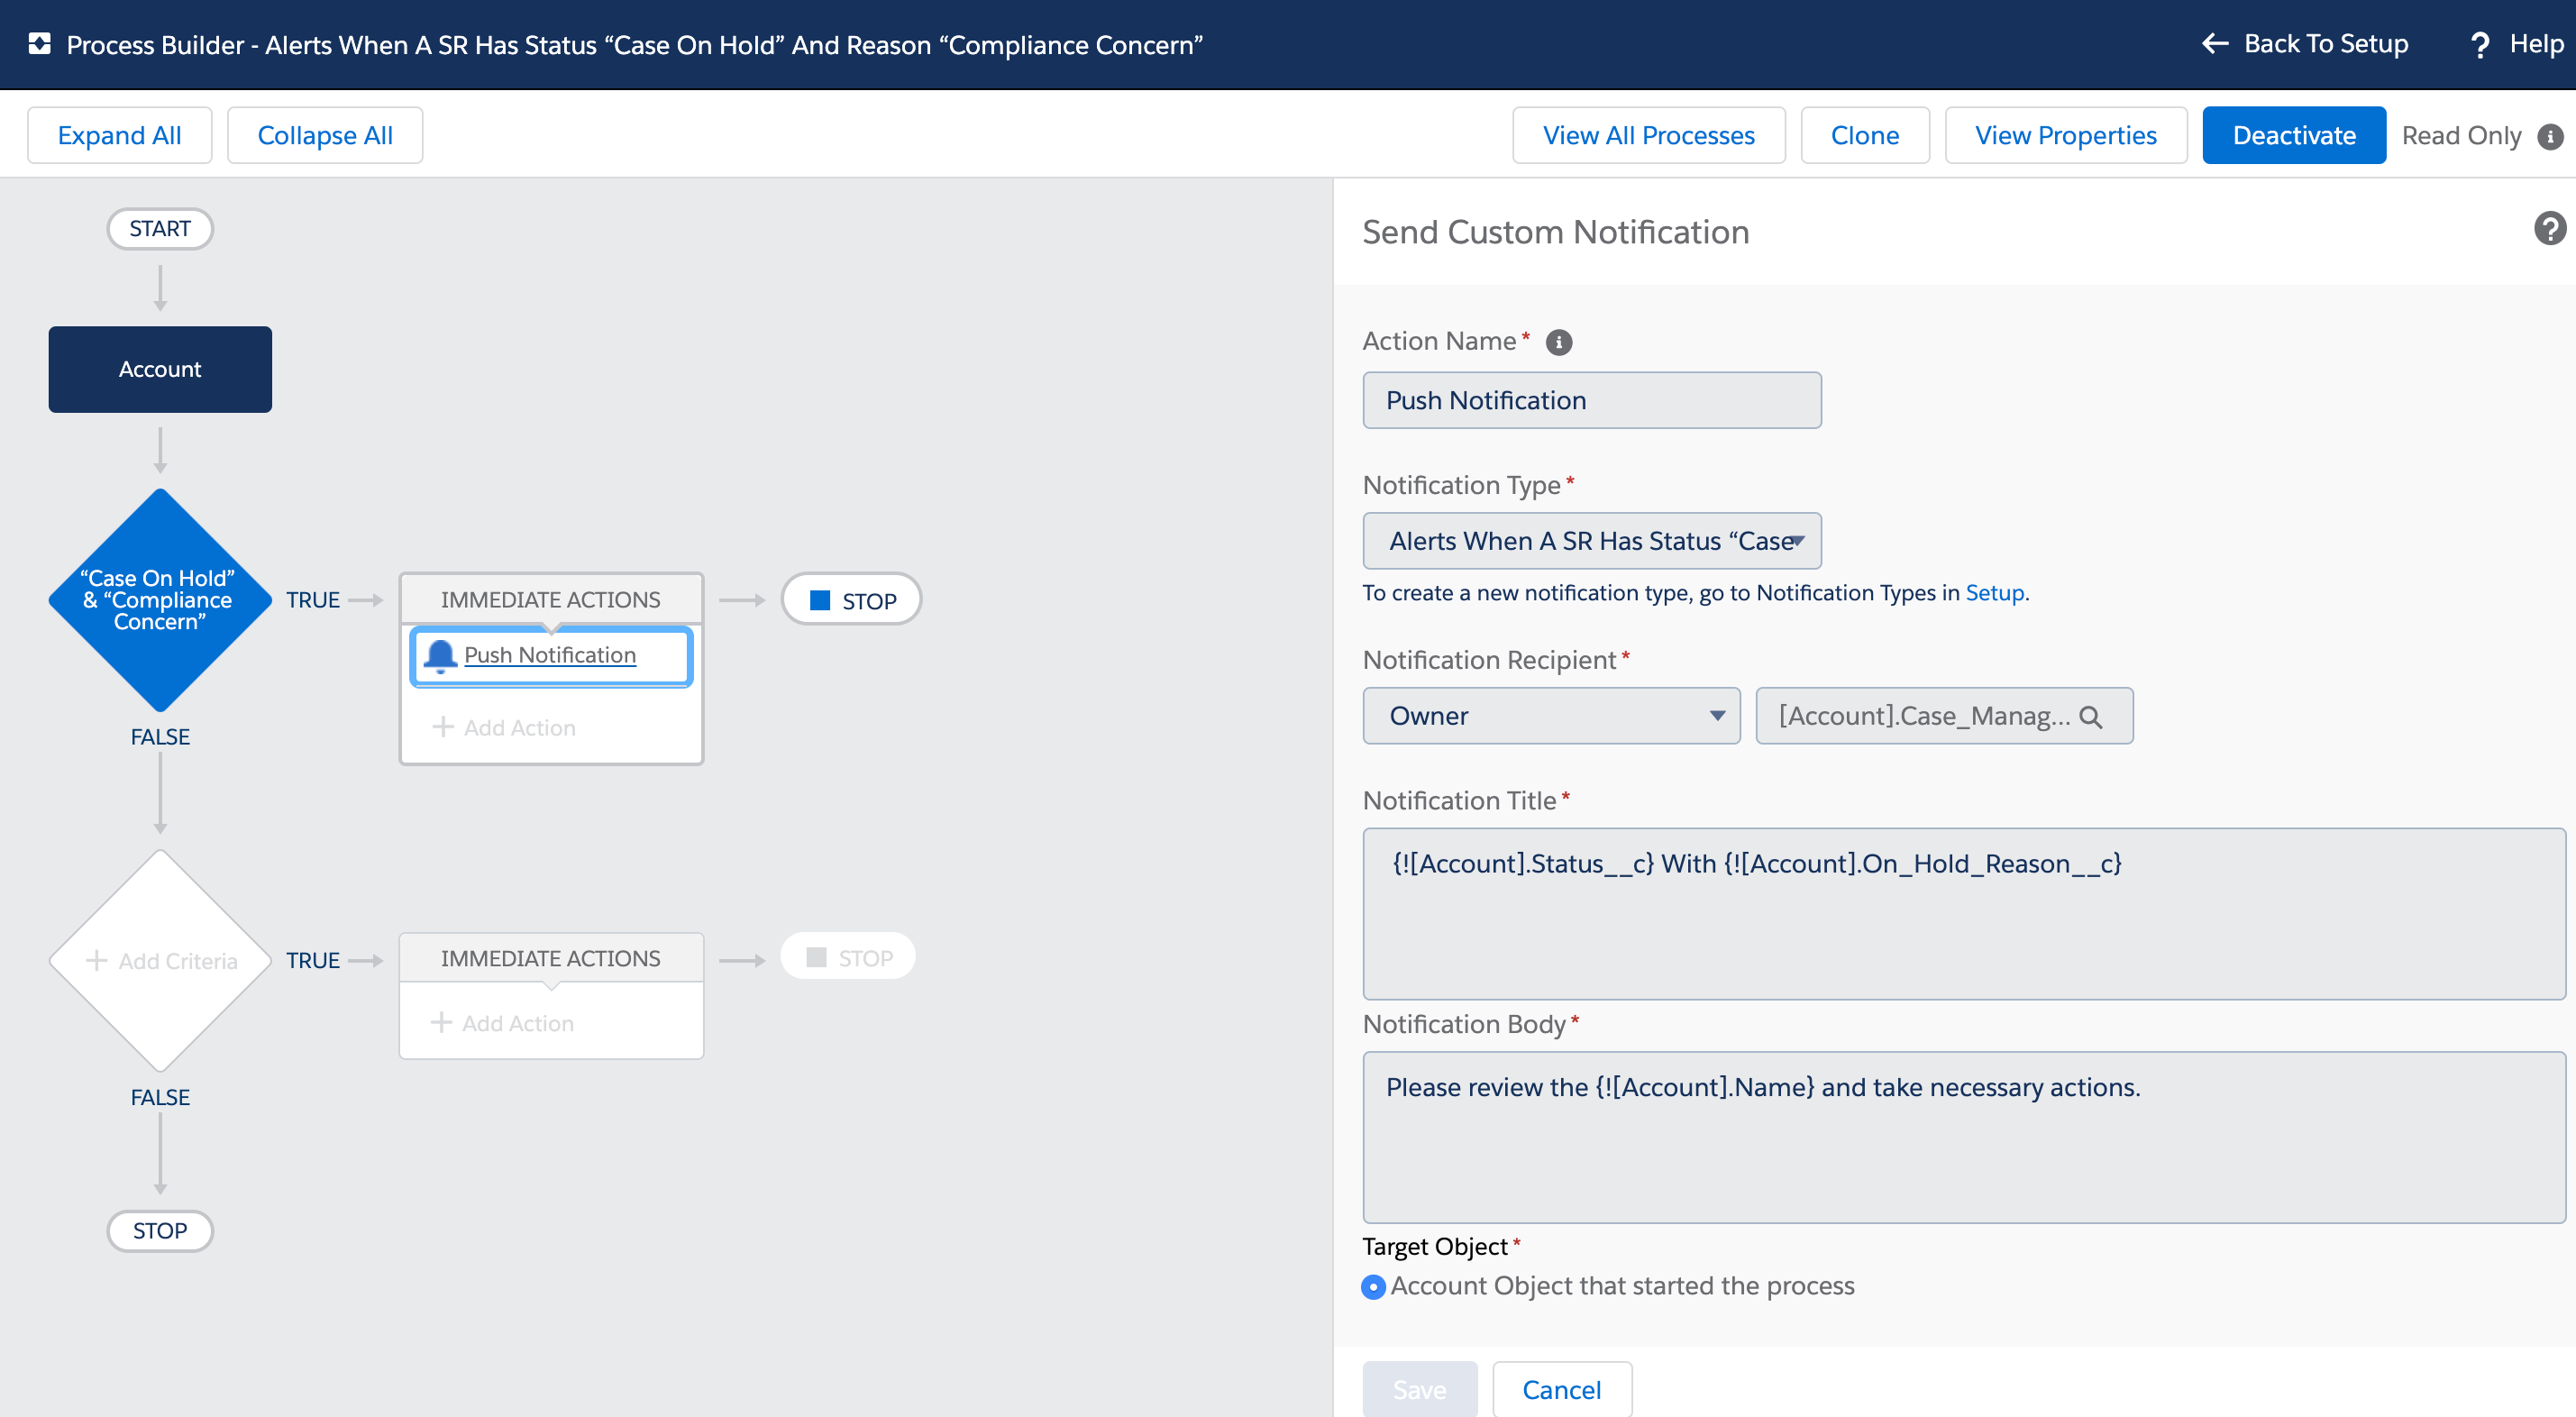 Process Builder - Alerts When A SR Has Status “Case On Hold” And Reason “Compliance Concern”
Back To Setup
? Help
Expand All
Collapse All
View All Processes
Clone
View Properties
Deactivate
Read Only
START
Account
“Case On Hold”
& “Compliance
Concern”
TRUE
IMMEDIATE ACTIONS
STOP
Push Notification
+ Add Action
FALSE
+ Add Criteria
TRUE
IMMEDIATE ACTIONS
STOP
+ Add Action
FALSE
STOP
Send Custom Notification
?
Action Name*
Push Notification
Notification Type*
Alerts When A SR Has Status “Case
To create a new notification type, go to Notification Types in Setup.
Notification Recipient*
Owner
[Account].Case_Manag...
Notification Title*
{![Account].Status__c} With {![Account].On_Hold_Reason__c}
Notification Body*
Please review the {![Account].Name} and take necessary actions.
Target Object*
Account Object that started the process
Save
Cancel